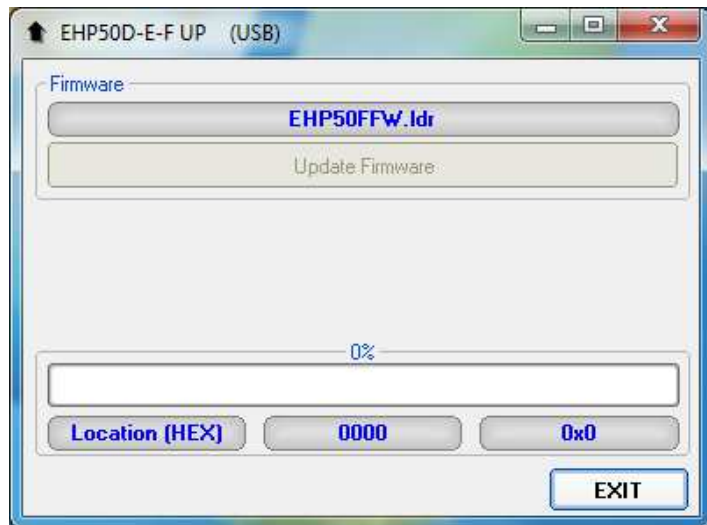 EHP50D-E-F UP (USB)
Firmware
EHP50FFW.ldr
Update Firmware
0%
Location (HEX) 0000 0x0
EXIT